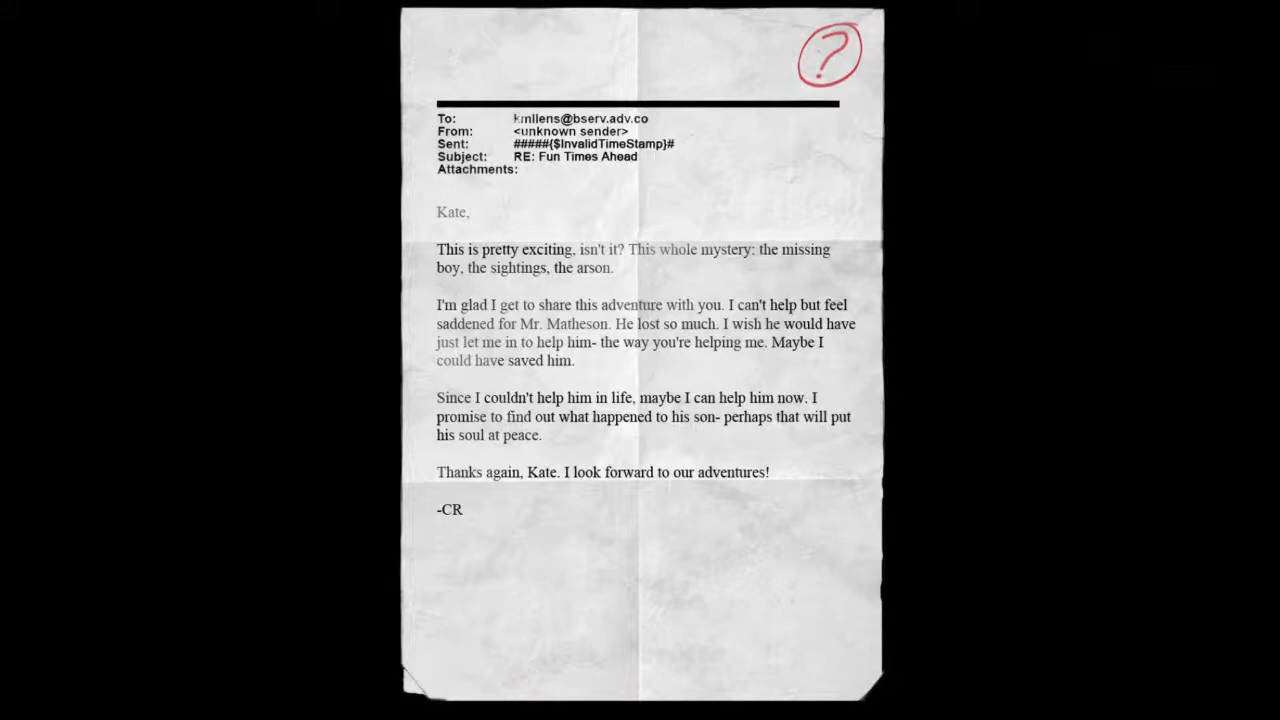 ?
To: kmllens@bserv.adv.co
From: <unknown sender>
Sent: #####{$InvalidTimeStamp}#
Subject: RE: Fun Times Ahead
Attachments:
Kate,
This is pretty exciting, isn't it? This whole mystery: the missing
boy, the sightings, the arson.
I'm glad I get to share this adventure with you. I can't help but feel
saddened for Mr. Matheson. He lost so much. I wish he would have
just let me in to help him- the way you're helping me. Maybe I
could have saved him.
Since I couldn't help him in life, maybe I can help him now. I
promise to find out what happened to his son- perhaps that will put
his soul at peace.
Thanks again, Kate. I look forward to our adventures!
-CR